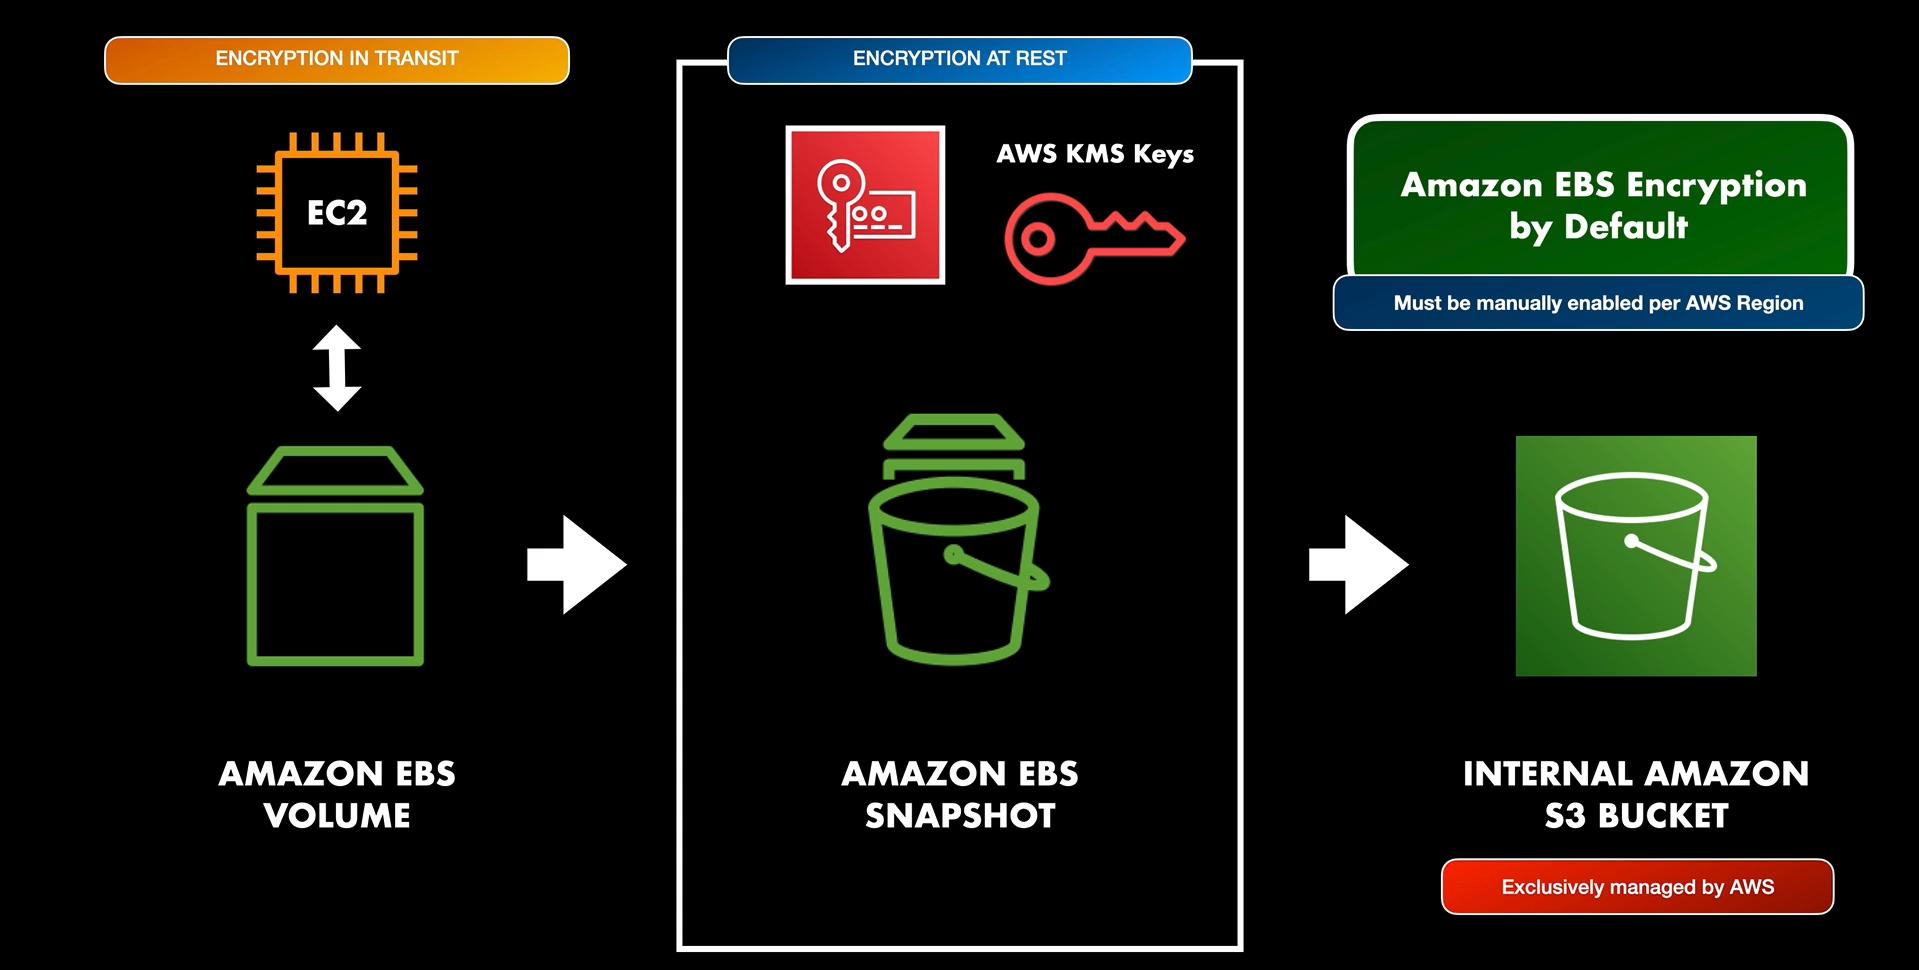 ENCRYPTION IN TRANSIT
EC2
AMAZON EBS
VOLUME
ENCRYPTION AT REST
AWS KMS Keys
AMAZON EBS
SNAPSHOT
Amazon EBS Encryption
by Default
Must be manually enabled per AWS Region
INTERNAL AMAZON
S3 BUCKET
Exclusively managed by AWS